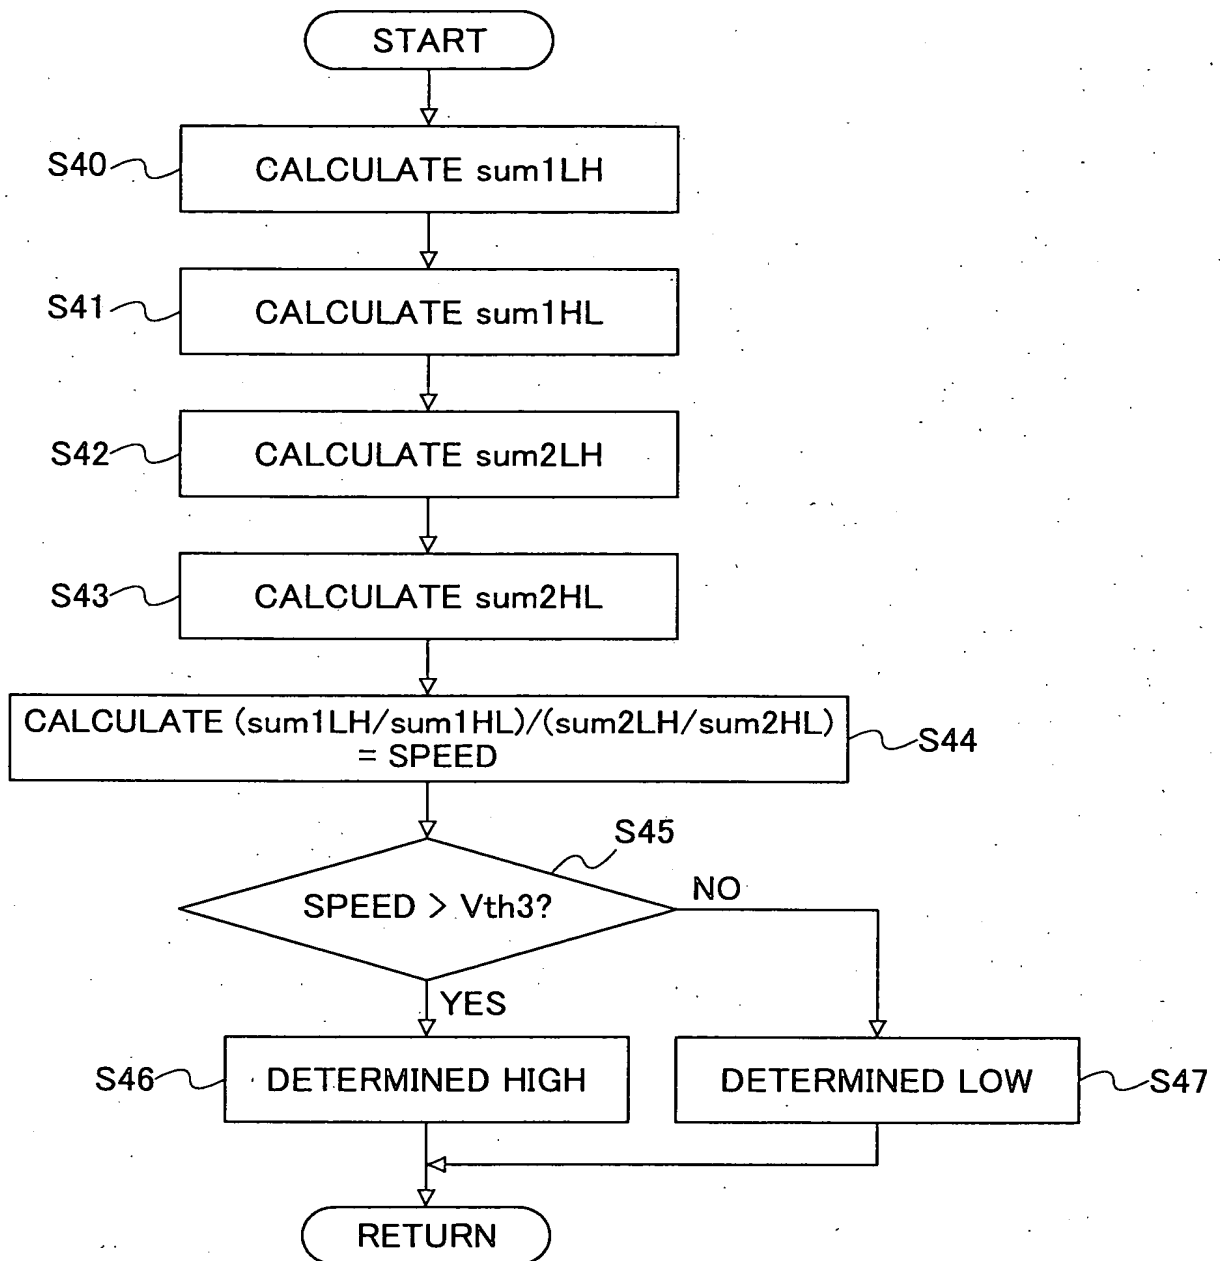 START
S40
CALCULATE sum1LH
S41
CALCULATE sum1HL
S42
CALCULATE sum2LH
S43
CALCULATE sum2HL
CALCULATE (sum1LH/sum1HL)/(sum2LH/sum2HL)
= SPEED
S44
S45
SPEED > Vth3?
NO
YES
S46
DETERMINED HIGH
DETERMINED LOW
S47
RETURN